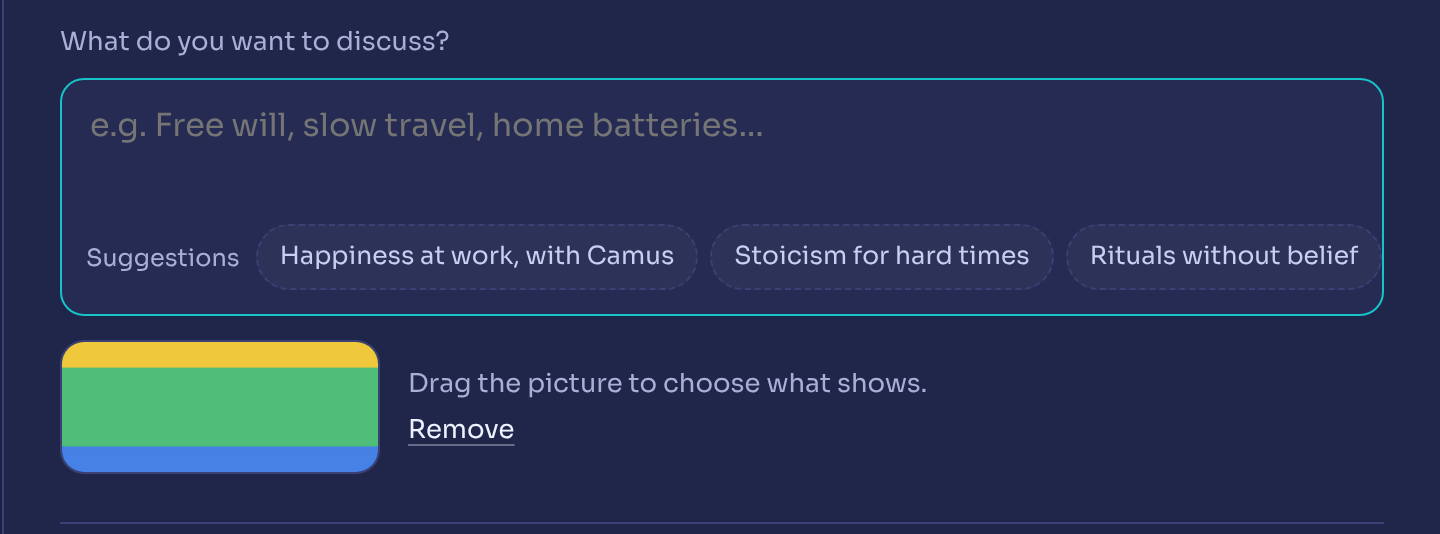 What do you want to discuss?
e.g. Free will, slow travel, home batteries...
Suggestions Happiness at work, with Camus Stoicism for hard times Rituals without belief
Drag the picture to choose what shows.
Remove